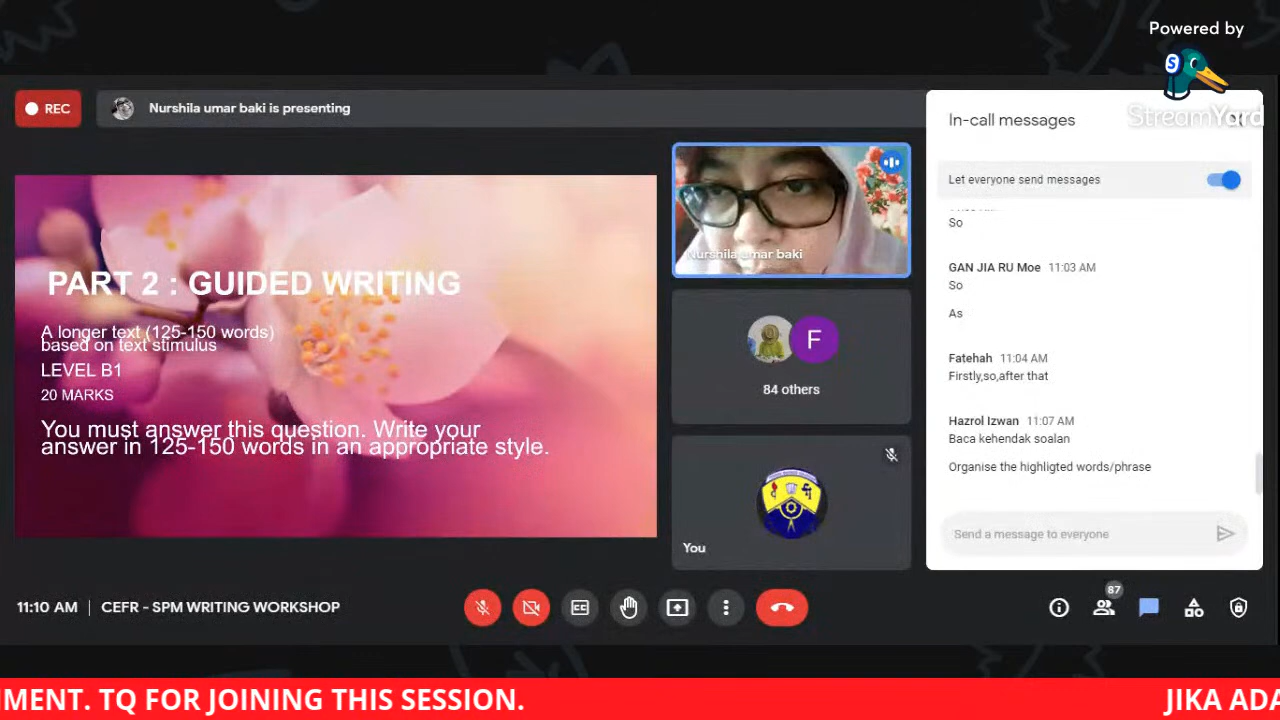 Powered by
StreamYard
REC
Nurshila umar baki is presenting
In-call messages
Let everyone send messages
So
GAN JIA RU Moe 11:03 AM
So
As
Fatehah 11:04 AM
Firstly,so,after that
Hazrol Izwan 11:07 AM
Baca kehendak soalan
Organise the highligted words/phrase
Send a message to everyone
PART 2 : GUIDED WRITING
A longer text (125-150 words)
based on text stimulus
LEVEL B1
20 MARKS
You must answer this question. Write your
answer in 125-150 words in an appropriate style.
Nurshila umar baki
F
84 others
You
11:10 AM | CEFR - SPM WRITING WORKSHOP
87
NMENT. TQ FOR JOINING THIS SESSION.
JIKA ADA